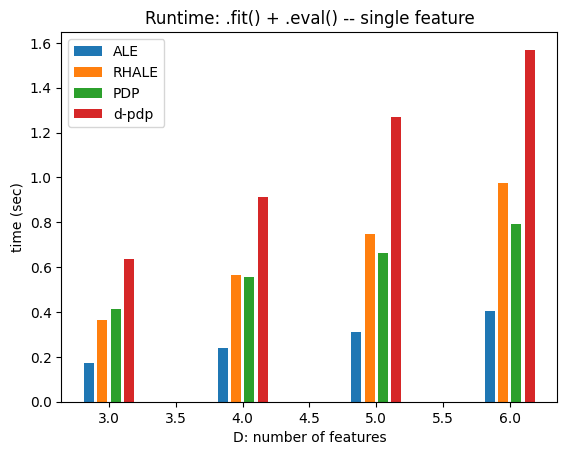 Runtime: .fit() + .eval() -- single feature
ALE
RHALE
PDP
d-pdp
time (sec)
1.6
1.4
1.2
1.0
0.8
0.6
0.4
0.2
0.0
3.0 3.5 4.0 4.5 5.0 5.5 6.0
D: number of features